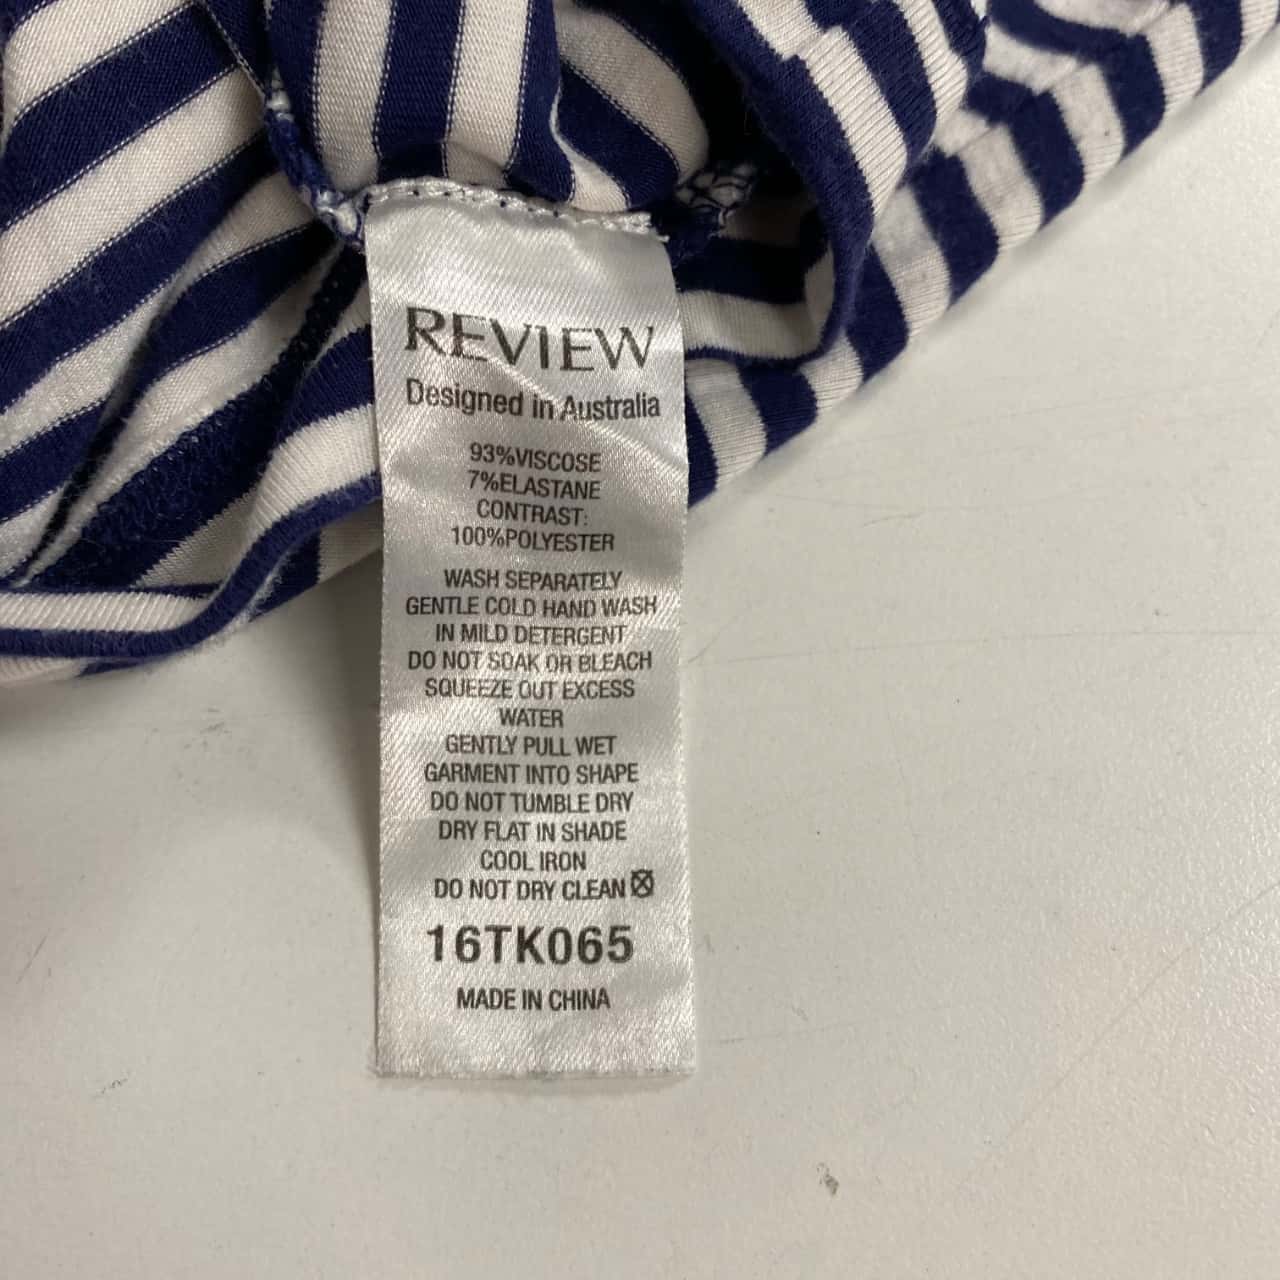 REVIEW
Designed in Australia
93%VISCOSE
7%ELASTANE
CONTRAST:
100%POLYESTER
WASH SEPARATELY
GENTLE COLD HAND WASH
IN MILD DETERGENT
DO NOT SOAK OR BLEACH
SQUEEZE OUT EXCESS
WATER
GENTLY PULL WET
GARMENT INTO SHAPE
DO NOT TUMBLE DRY
DRY FLAT IN SHADE
COOL IRON
DO NOT DRY CLEAN
16TK065
MADE IN CHINA